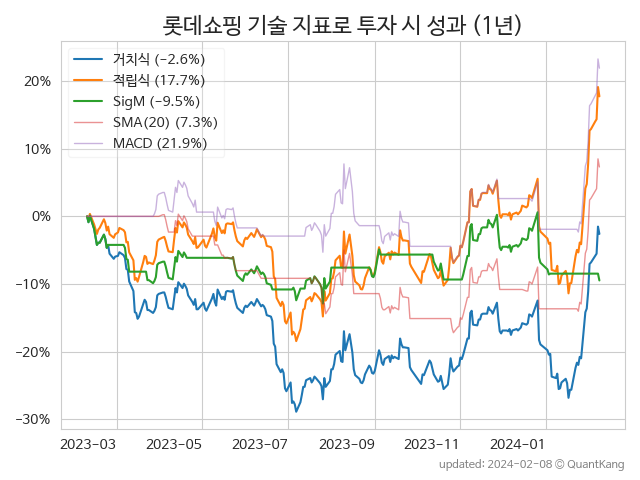 롯데쇼핑 기술 지표로 투자 시 성과 (1년)
거치식 (−2.6%)
적립식 (17.7%)
SigM (−9.5%)
SMA(20) (7.3%)
MACD (21.9%)
20%
10%
0%
−10%
−20%
−30%
2023-03 2023-05 2023-07 2023-09 2023-11 2024-01
updated: 2024-02-08 © QuantKang